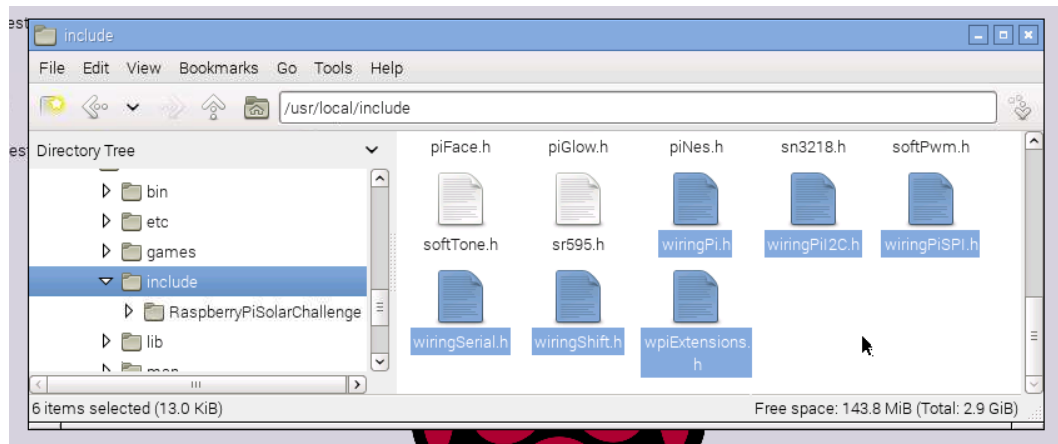 est
include
File Edit View Bookmarks Go Tools Help
/usr/local/include
est
Directory Tree
bin
etc
games
include
RaspberryPiSolarChallenge
lib
piFace.h piGlow.h piNes.h sn3218.h softPwm.h
softTone.h sr595.h wiringPi.h wiringPiI2C.h wiringPiSPI.h
wiringSerial.h wiringShift.h wpiExtensions.
h
6 items selected (13.0 KiB) Free space: 143.8 MiB (Total: 2.9 GiB)